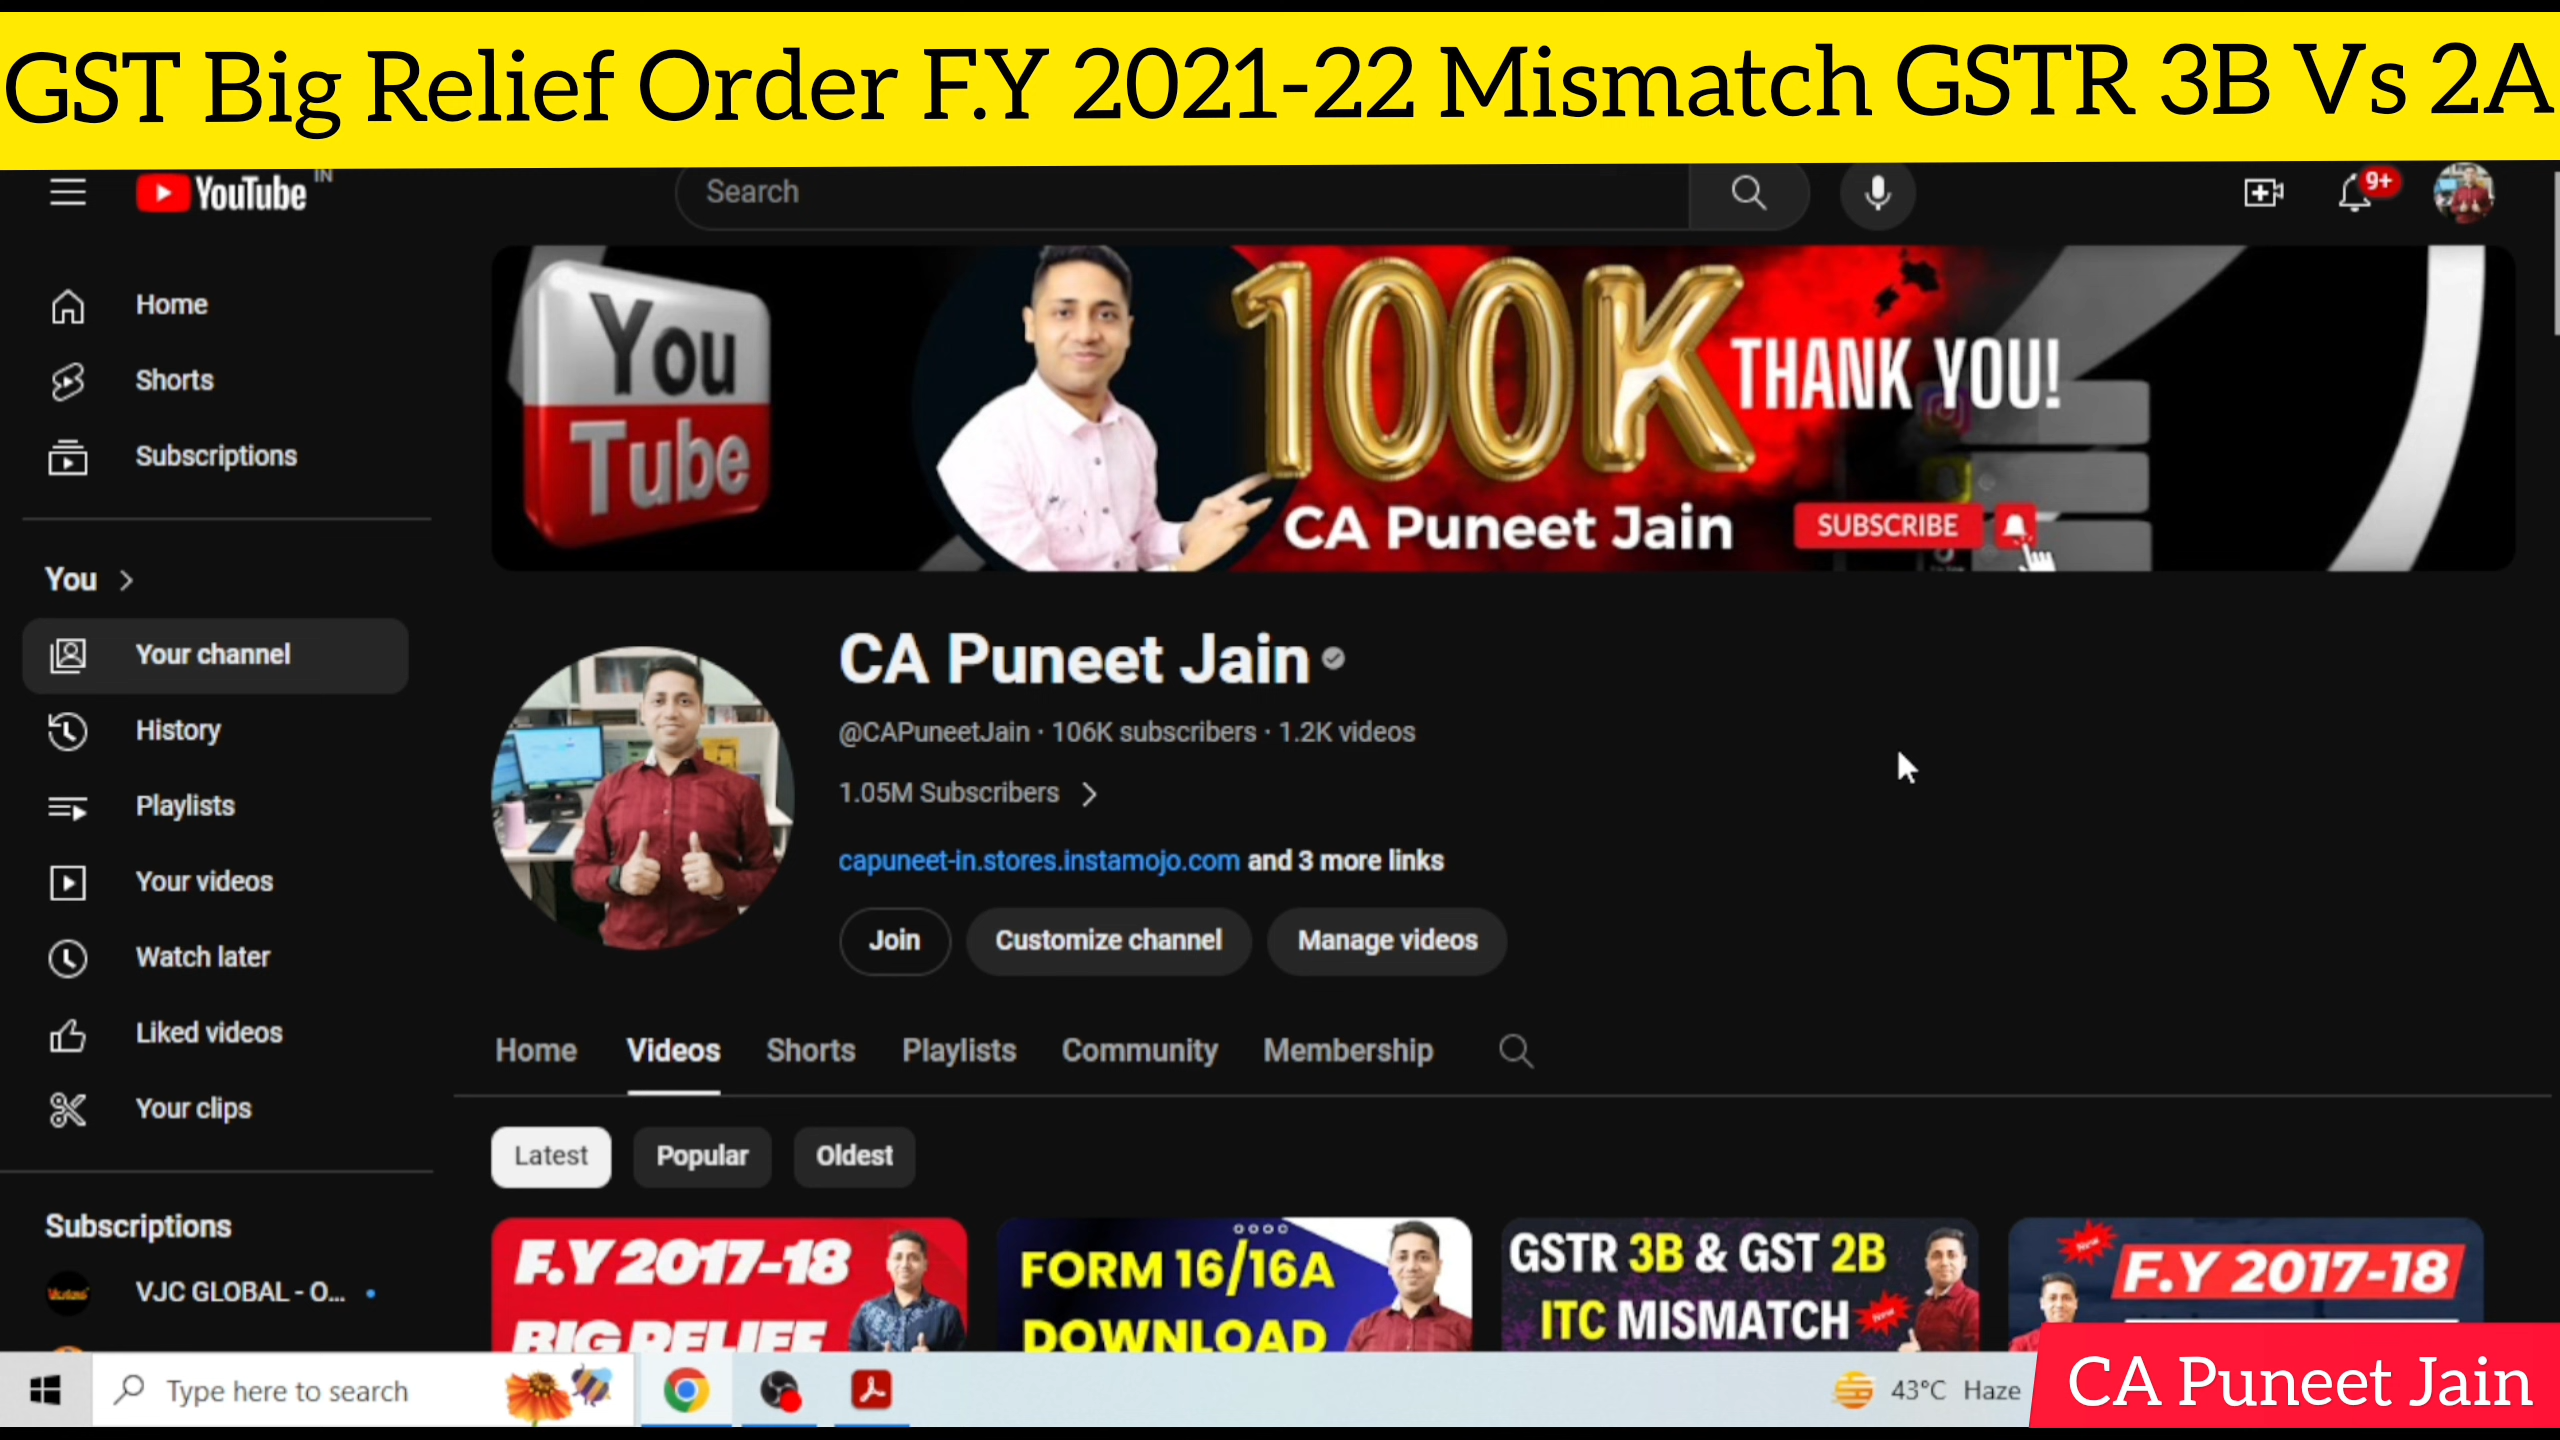 GST Big Relief Order F.Y 2021-22 Mismatch GSTR 3B Vs 2A
YouTube IN
Search
9+
Home
Shorts
Subscriptions
You
Your channel
History
Playlists
Your videos
Watch later
Liked videos
Your clips
Subscriptions
VJC GLOBAL - O...
You
Tube
100K
THANK YOU!
CA Puneet Jain
SUBSCRIBE
CA Puneet Jain
@CAPuneetJain · 106K subscribers · 1.2K videos
1.05M Subscribers
capuneet-in.stores.instamojo.com and 3 more links
Join
Customize channel
Manage videos
Home
Videos
Shorts
Playlists
Community
Membership
Latest
Popular
Oldest
F.Y 2017-18
BIG RELIEF
FORM 16/16A
DOWNLOAD
GSTR 3B & GST 2B
ITC MISMATCH
New
New
F.Y 2017-18
Type here to search
43°C Haze
CA Puneet Jain